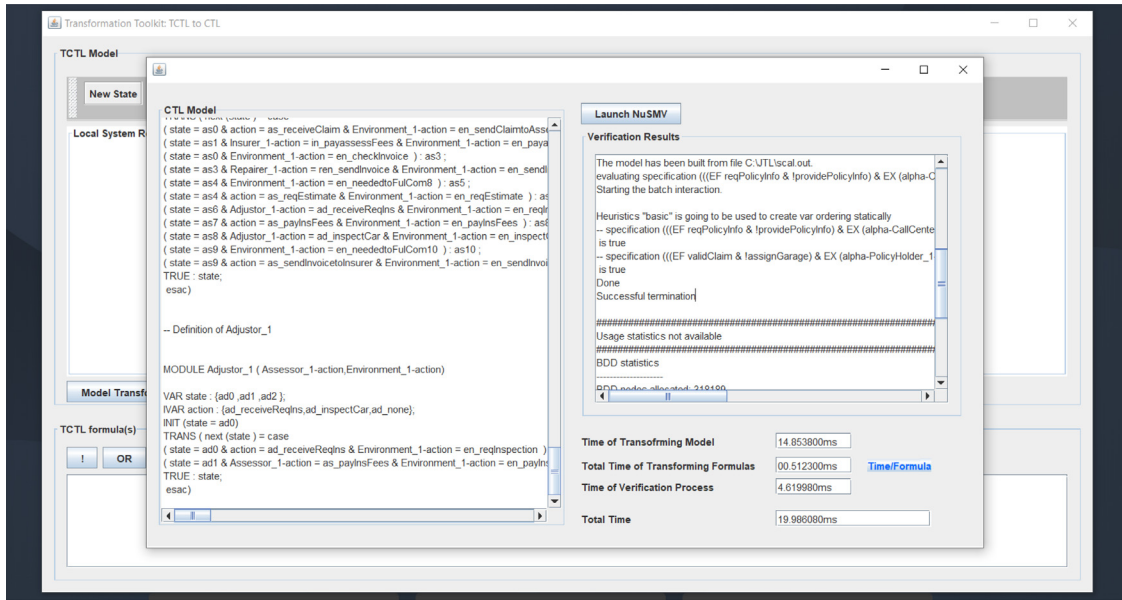 Transformation Toolkit: TCTL to CTL
TCTL Model
New State
Local System R
Model Transf
TCTL formula(s)
!
OR
CTL Model
TRANS ( next (state ) = case
( state = as0 & action = as_receiveClaim & Environment_1-action = en_sendClaimtoAss
( state = as1 & Insurer_1-action = in_payassessFees & Environment_1-action = en_paya
( state = as0 & Environment_1-action = en_checkInvoice ) : as3 ;
( state = as3 & Repairer_1-action = ren_sendInvoice & Environment_1-action = en_sendI
( state = as4 & Environment_1-action = en_neededtoFulCom8 ) : as5 ;
( state = as4 & action = as_reqEstimate & Environment_1-action = en_reqEstimate ) : as
( state = as6 & Adjustor_1-action = ad_receiveReqIns & Environment_1-action = en_reqIr
( state = as7 & action = as_payInsFees & Environment_1-action = en_payInsFees ) : as8
( state = as8 & Adjustor_1-action = ad_inspectCar & Environment_1-action = en_inspect
( state = as9 & Environment_1-action = en_neededtoFulCom10 ) : as10 ;
( state = as9 & action = as_sendInvoicetoInsurer & Environment_1-action = en_sendInvoi
TRUE : state;
esac)
-- Definition of Adjustor_1
MODULE Adjustor_1 ( Assessor_1-action,Environment_1-action)
VAR state : {ad0 ,ad1 ,ad2 };
IVAR action : {ad_receiveReqIns,ad_inspectCar,ad_none};
INIT (state = ad0)
TRANS ( next (state ) = case
( state = ad0 & action = ad_receiveReqIns & Environment_1-action = en_reqInspection )
( state = ad1 & Assessor_1-action = as_payInsFees & Environment_1-action = en_payIns
TRUE : state;
esac)
Launch NuSMV
Verification Results
The model has been built from file C:\JTL\scal.out.
evaluating specification (((EF reqPolicyInfo & !providePolicyInfo) & EX (alpha-C
Starting the batch interaction.
Heuristics "basic" is going to be used to create var ordering statically
-- specification (((EF reqPolicyInfo & !providePolicyInfo) & EX (alpha-CallCente
is true
-- specification (((EF validClaim & !assignGarage) & EX (alpha-PolicyHolder_1
is true
Done
Successful termination
######################################################################
Usage statistics not available
######################################################################
BDD statistics
--------------------
BDD nodes allocated: 318189
Time of Transofrming Model
14.853800ms
Total Time of Transforming Formulas
00.512300ms
Time/Formula
Time of Verification Process
4.619980ms
Total Time
19.986080ms